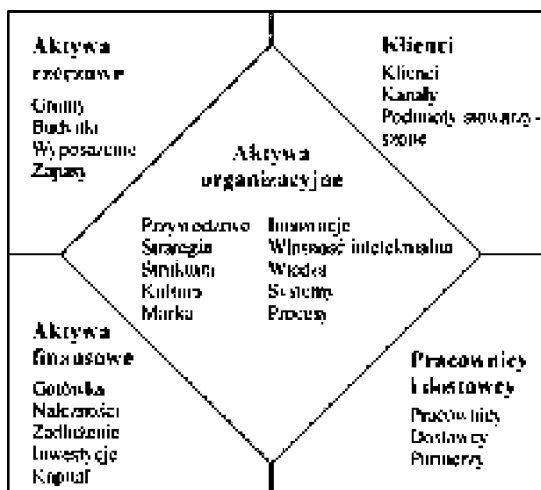 Aktywa
rzeczowe
Grunty
Budynki
Wyposażenie
Zapasy
Klienci
Klienci
Kanały
Podmioty stowarzy-
szone
Aktywa
organizacyjne
Przywództwo
Strategia
Struktura
Kultura
Marka
Innowacje
Własność intelektualna
Wiedza
Systemy
Procesy
Aktywa
finansowe
Gotówka
Należności
Zadłużenie
Inwestycje
Kapitał
Pracownicy
i dostawcy
Pracownicy
Dostawcy
Partnerzy